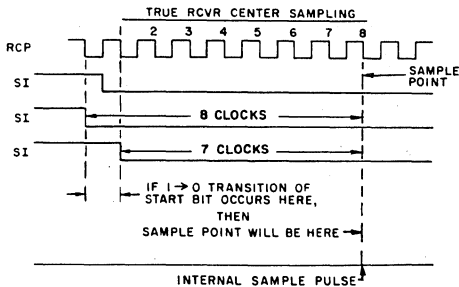 TRUE RCVR CENTER SAMPLING
2 3 4 5 6 7 8
RCP
SAMPLE
POINT
SI
SI
8 CLOCKS
SI
7 CLOCKS
IF 1→0 TRANSITION OF
START BIT OCCURS HERE,
THEN
SAMPLE POINT WILL BE HERE
INTERNAL SAMPLE PULSE